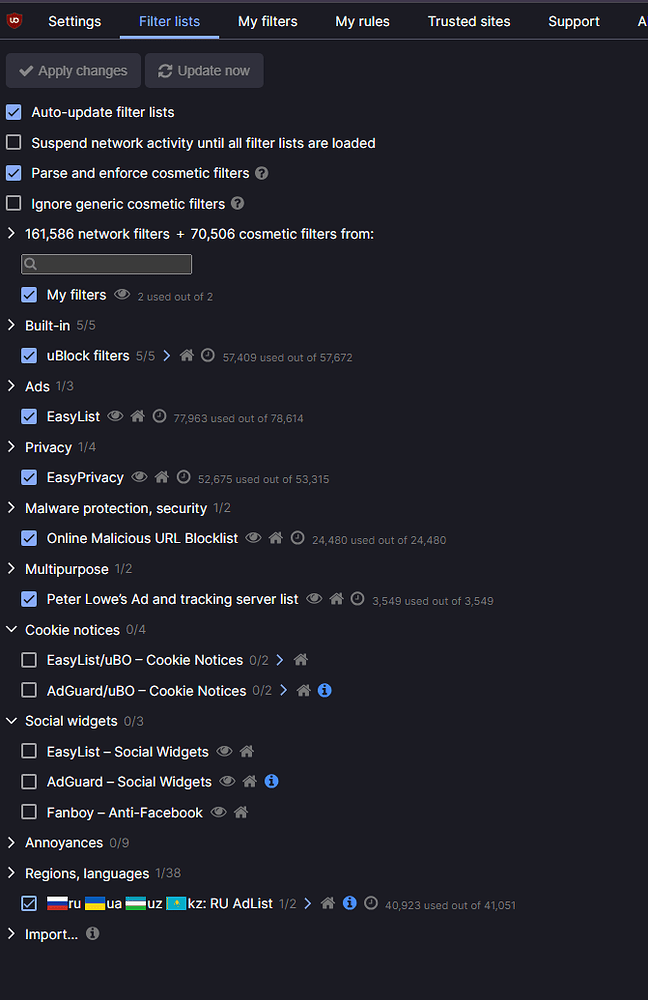 uo Settings Filter lists My filters My rules Trusted sites Support A
Apply changes Update now
Auto-update filter lists
Suspend network activity until all filter lists are loaded
Parse and enforce cosmetic filters ?
Ignore generic cosmetic filters ?
161,586 network filters + 70,506 cosmetic filters from:
My filters 2 used out of 2
Built-in 5/5
uBlock filters 5/5 57,409 used out of 57,672
Ads 1/3
EasyList 77,963 used out of 78,614
Privacy 1/4
EasyPrivacy 52,675 used out of 53,315
Malware protection, security 1/2
Online Malicious URL Blocklist 24,480 used out of 24,480
Multipurpose 1/2
Peter Lowe's Ad and tracking server list 3,549 used out of 3,549
Cookie notices 0/4
EasyList/uBO – Cookie Notices 0/2
AdGuard/uBO – Cookie Notices 0/2
Social widgets 0/3
EasyList – Social Widgets
AdGuard – Social Widgets
Fanboy – Anti-Facebook
Annoyances 0/9
Regions, languages 1/38
ru ua uz kz: RU AdList 1/2 40,923 used out of 41,051
Import...